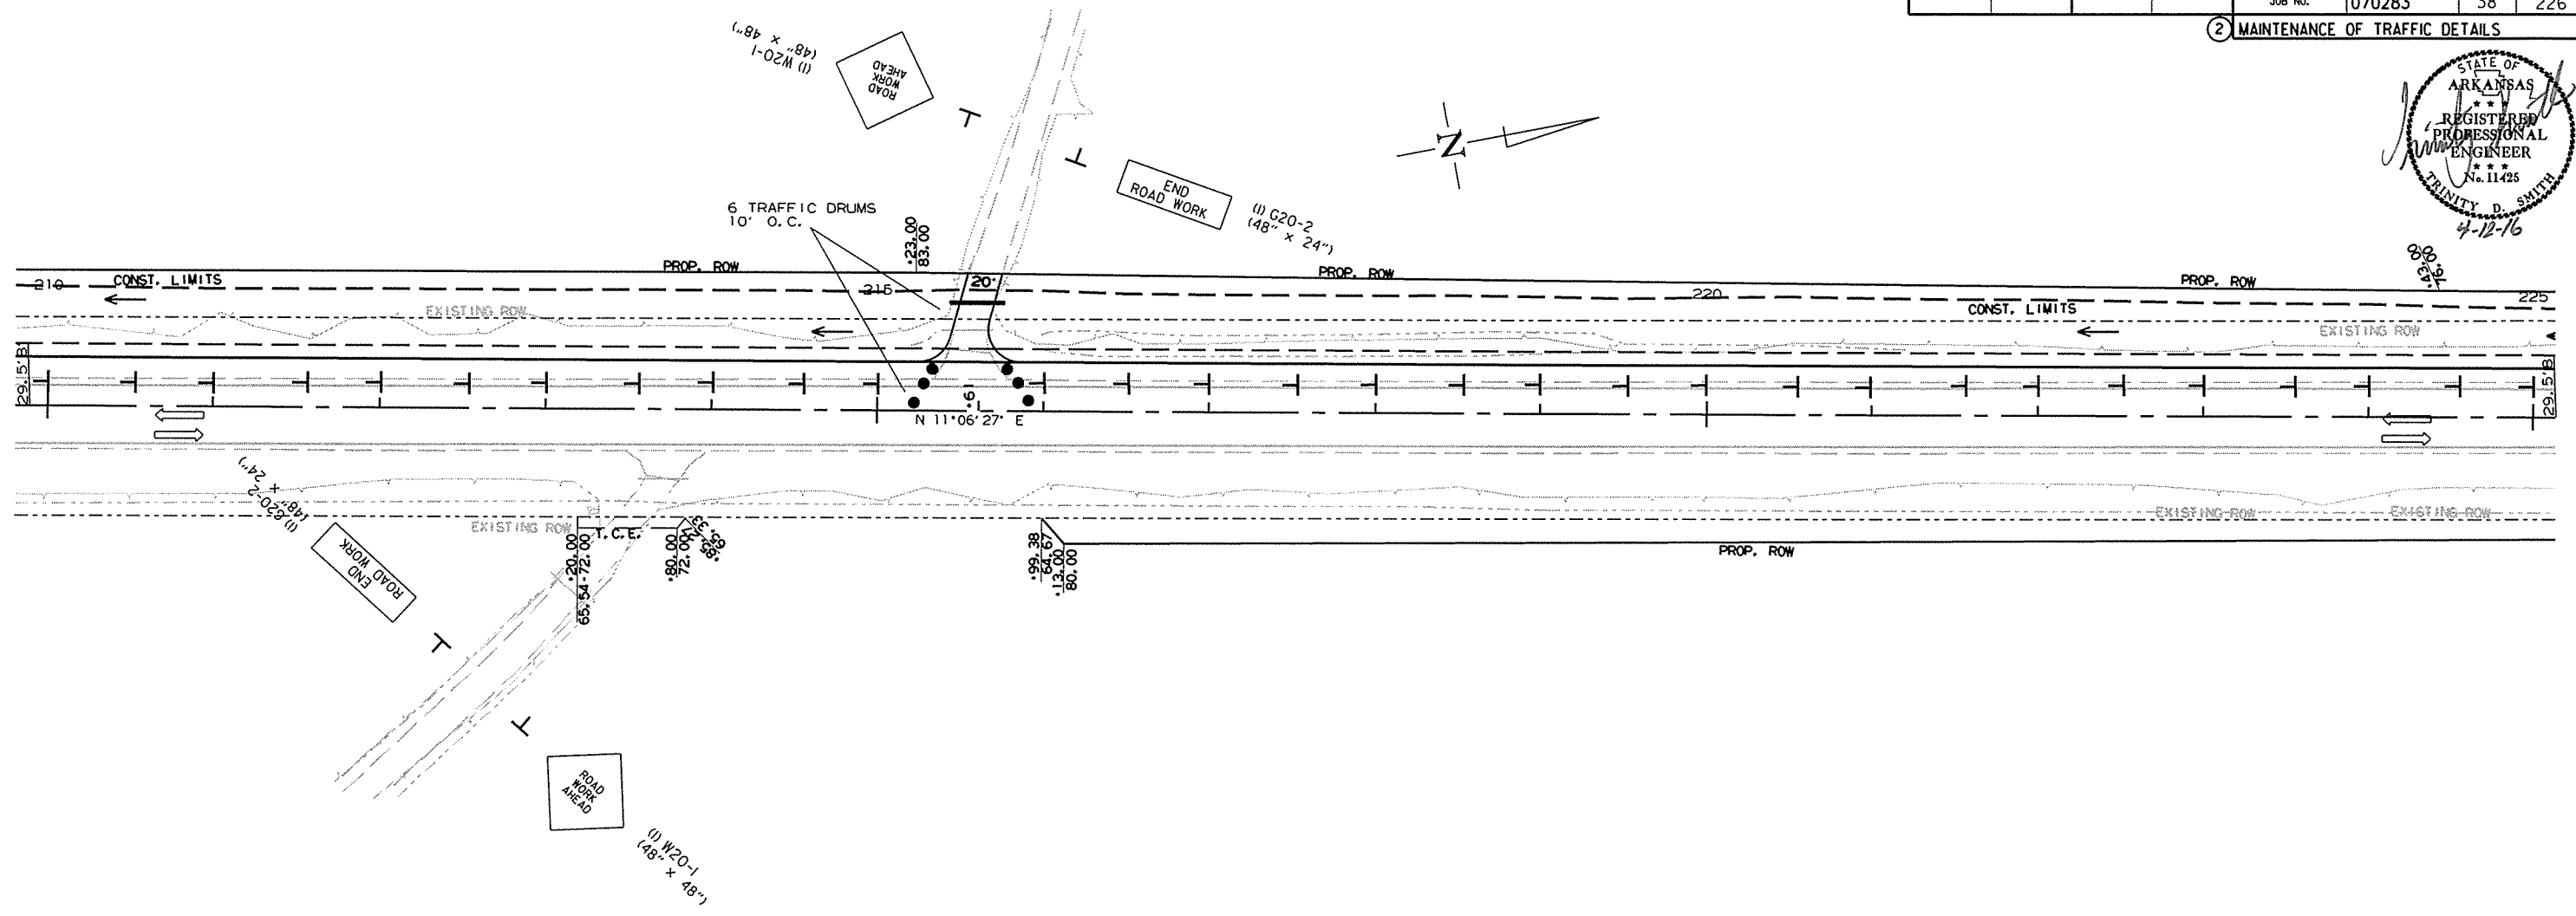 JOB NO. 070283 38 226
2 MAINTENANCE OF TRAFFIC DETAILS
STATE OF
ARKANSAS
★ ★ ★
REGISTERED
PROFESSIONAL
ENGINEER
★ ★ ★
No. 11425
TRINITY D. SMITH
4-12-16
(1) W20-1
(48" x 48")
ROAD
WORK
AHEAD
END
ROAD WORK
(1) G20-2
(48" x 24")
N
6 TRAFFIC DRUMS
10' O.C.
+23.00
83.00
+43.00
76.00
PROP. ROW
PROP. ROW
PROP. ROW
210
CONST. LIMITS
215
20'
220
CONST. LIMITS
225
EXISTING ROW
EXISTING ROW
29.5'B
29.5'B
19'
N 11°06'27" E
(1) G20-2
(48" x 24")
END
ROAD WORK
EXISTING ROW
T.C.E.
+20.00
65.54-72.00
+80.00
72.00
+99.38
64.67
+13.00
80.00
EXISTING ROW
EXISTING ROW
PROP. ROW
ROAD
WORK
AHEAD
(1) W20-1
(48" x 48")